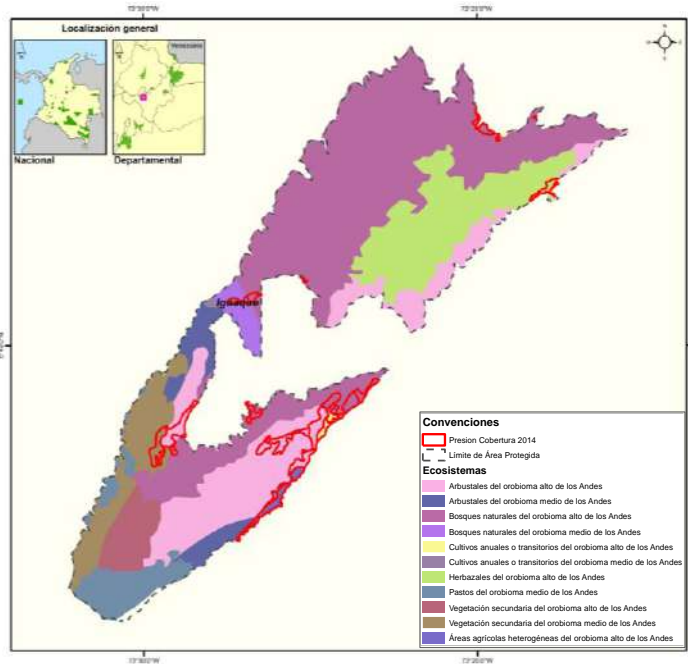 Localización general
Venezuela
Nacional
Departamental
Iguaque
Convenciones
Presion Cobertura 2014
Límite de Área Protegida
Ecosistemas
Arbustales del orobioma alto de los Andes
Arbustales del orobioma medio de los Andes
Bosques naturales del orobioma alto de los Andes
Bosques naturales del orobioma medio de los Andes
Cultivos anuales o transitorios del orobioma alto de los Andes
Cultivos anuales o transitorios del orobioma medio de los Andes
Herbazales del orobioma alto de los Andes
Pastos del orobioma medio de los Andes
Vegetación secundaria del orobioma alto de los Andes
Vegetación secundaria del orobioma medio de los Andes
Áreas agrícolas heterogéneas del orobioma alto de los Andes